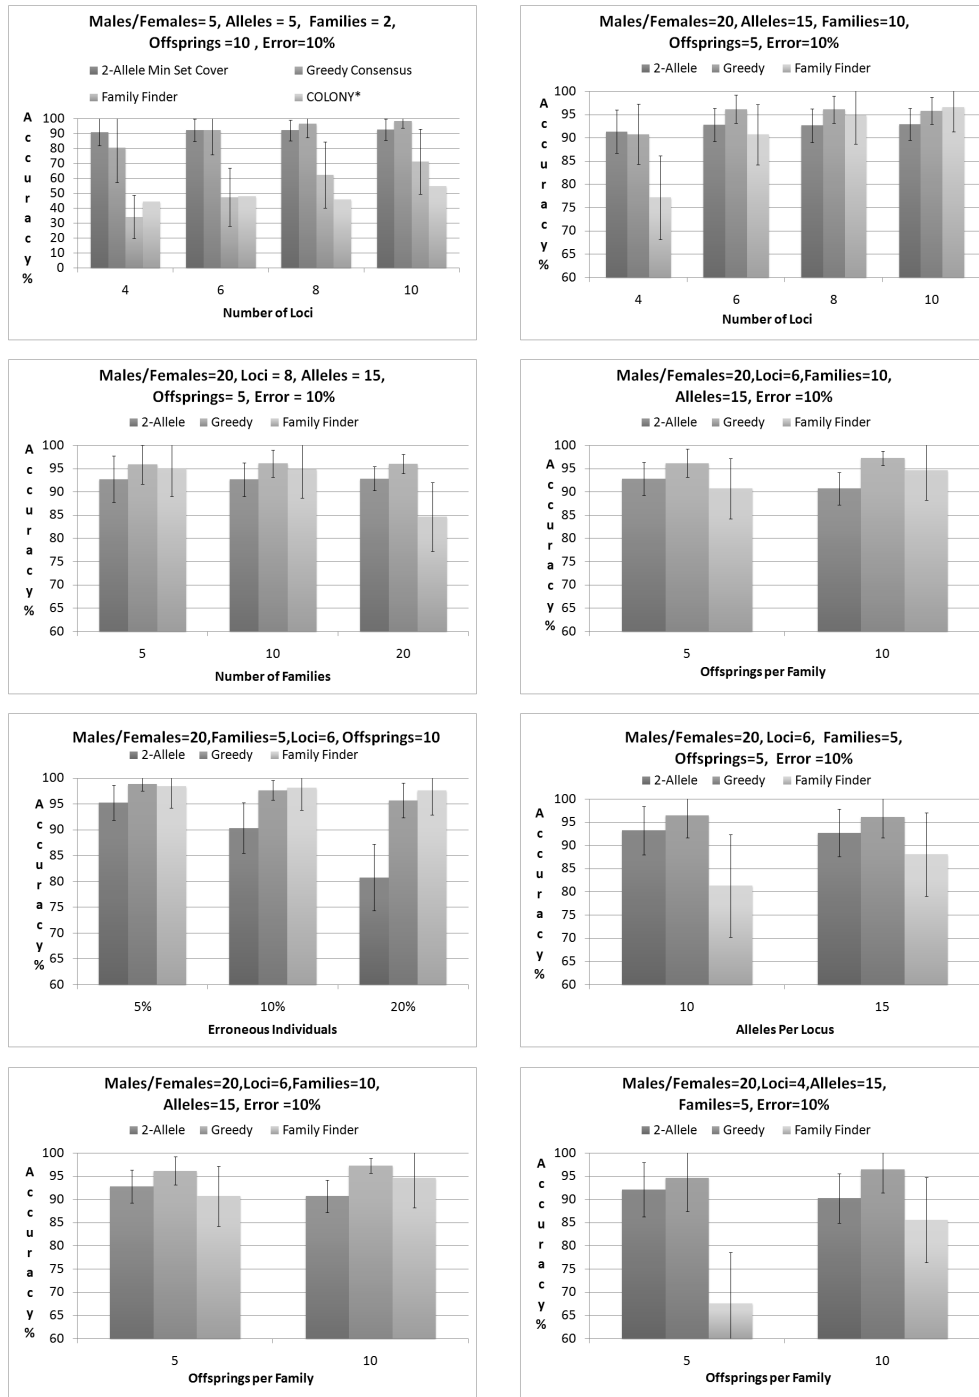 Males/Females= 5, Alleles = 5, Families = 2,
Offsprings =10 , Error=10%
2-Allele Min Set Cover
Greedy Consensus
Family Finder
COLONY*
Accuracy%
100
90
80
70
60
50
40
30
20
10
0
4 6 8 10
Number of Loci
Males/Females=20, Alleles=15, Families=10,
Offsprings=5, Error=10%
2-Allele Greedy Family Finder
Accuracy%
100
95
90
85
80
75
70
65
60
4 6 8 10
Number of Loci
Males/Females=20, Loci = 8, Alleles = 15,
Offsprings= 5, Error = 10%
2-Allele Greedy Family Finder
Accuracy%
100
95
90
85
80
75
70
65
60
5 10 20
Number of Families
Males/Females=20,Loci=6,Families=10,
Alleles=15, Error =10%
2-Allele Greedy Family Finder
Accuracy%
100
95
90
85
80
75
70
65
60
5 10
Offsprings per Family
Males/Females=20,Families=5,Loci=6, Offsprings=10
2-Allele Greedy Family Finder
Accuracy%
100
95
90
85
80
75
70
65
60
5% 10% 20%
Erroneous Individuals
Males/Females=20, Loci=6, Families=5,
Offsprings=5, Error =10%
2-Allele Greedy Family Finder
Accuracy%
100
95
90
85
80
75
70
65
60
10 15
Alleles Per Locus
Males/Females=20,Loci=6,Families=10,
Alleles=15, Error =10%
2-Allele Greedy Family Finder
Accuracy%
100
95
90
85
80
75
70
65
60
5 10
Offsprings per Family
Males/Females=20,Loci=4,Alleles=15,
Familes=5, Error=10%
2-Allele Greedy Family Finder
Accuracy%
100
95
90
85
80
75
70
65
60
5 10
Offsprings per Family